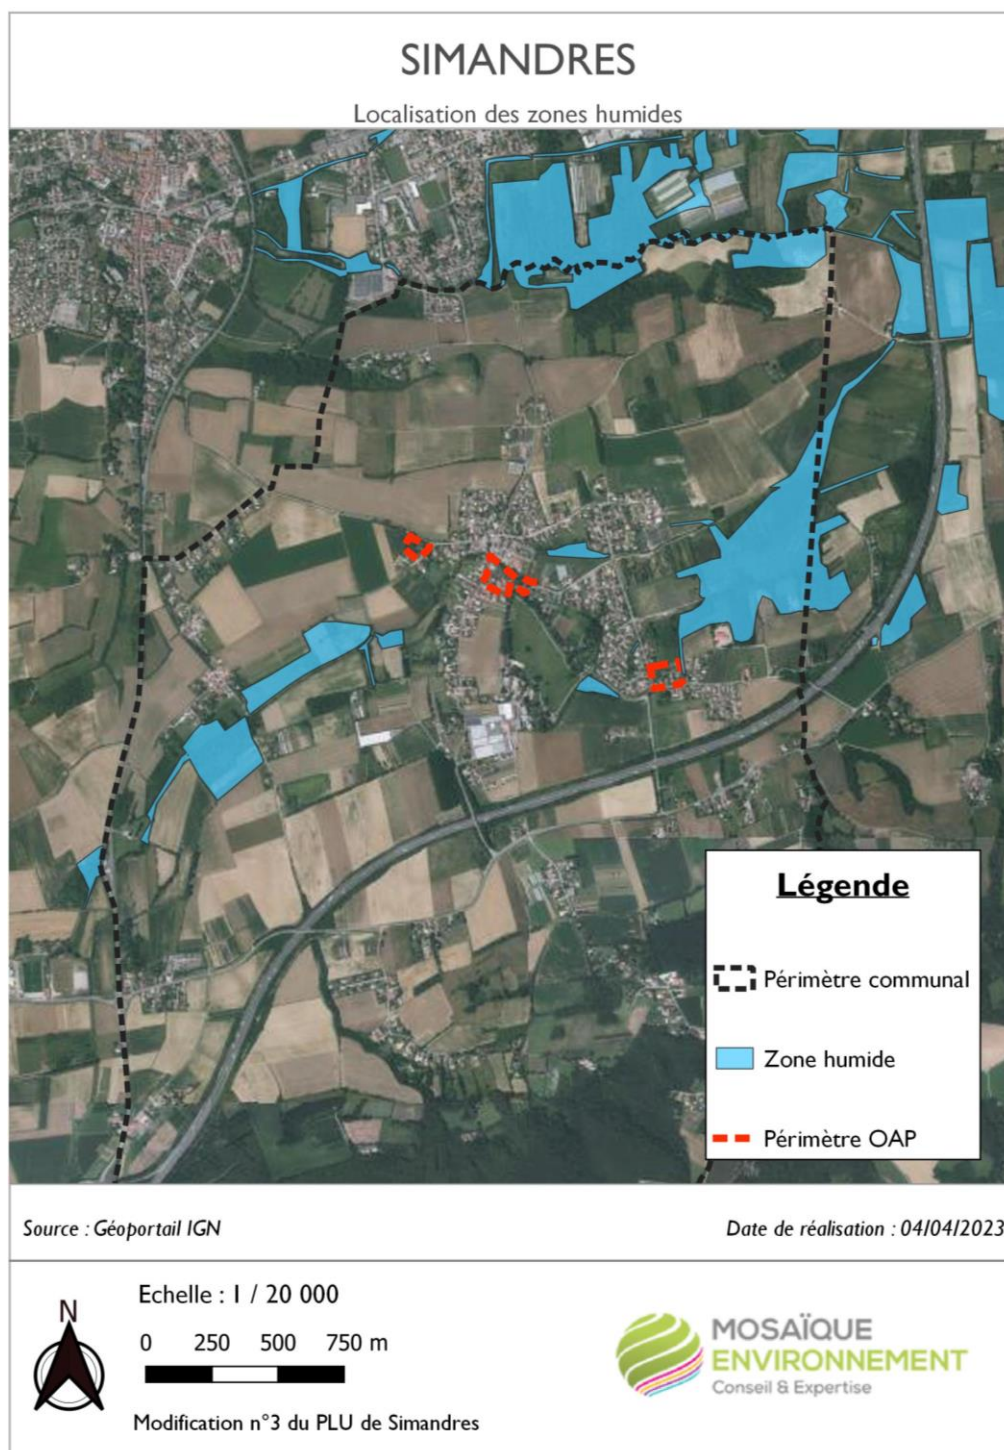 SIMANDRES
Localisation des zones humides
Légende
Périmètre communal
Zone humide
Périmètre OAP
Source : Géoportail IGN
Date de réalisation : 04/04/2023
N
Echelle : 1 / 20 000
0 250 500 750 m
Modification n°3 du PLU de Simandres
MOSAÏQUE
ENVIRONNEMENT
Conseil & Expertise